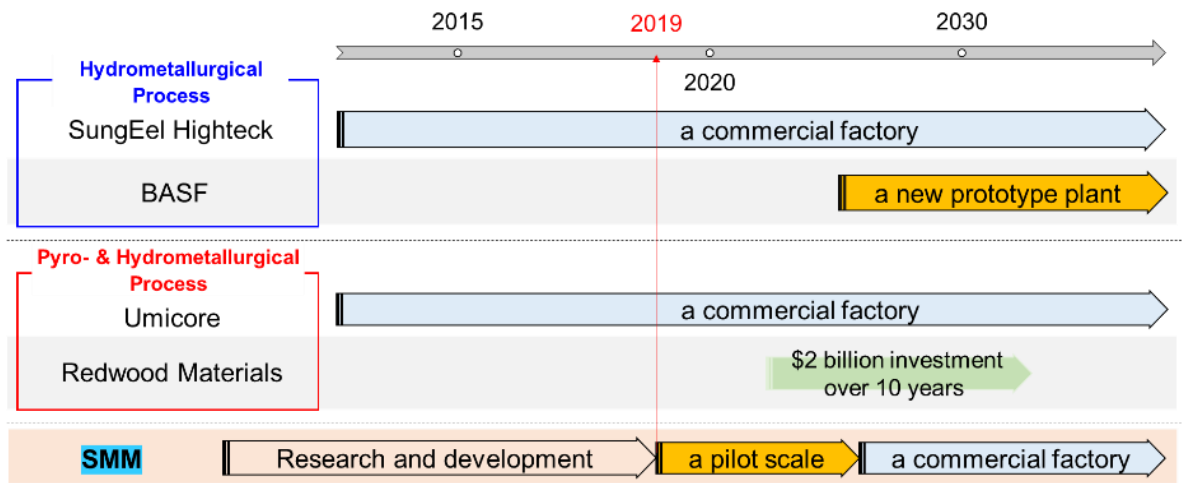 2015
2019
2030
2020
Hydrometallurgical
Process
SungEel Highteck
a commercial factory
BASF
a new prototype plant
Pyro- & Hydrometallurgical
Process
Umicore
a commercial factory
Redwood Materials
$2 billion investment
over 10 years
SMM
Research and development
a pilot scale
a commercial factory